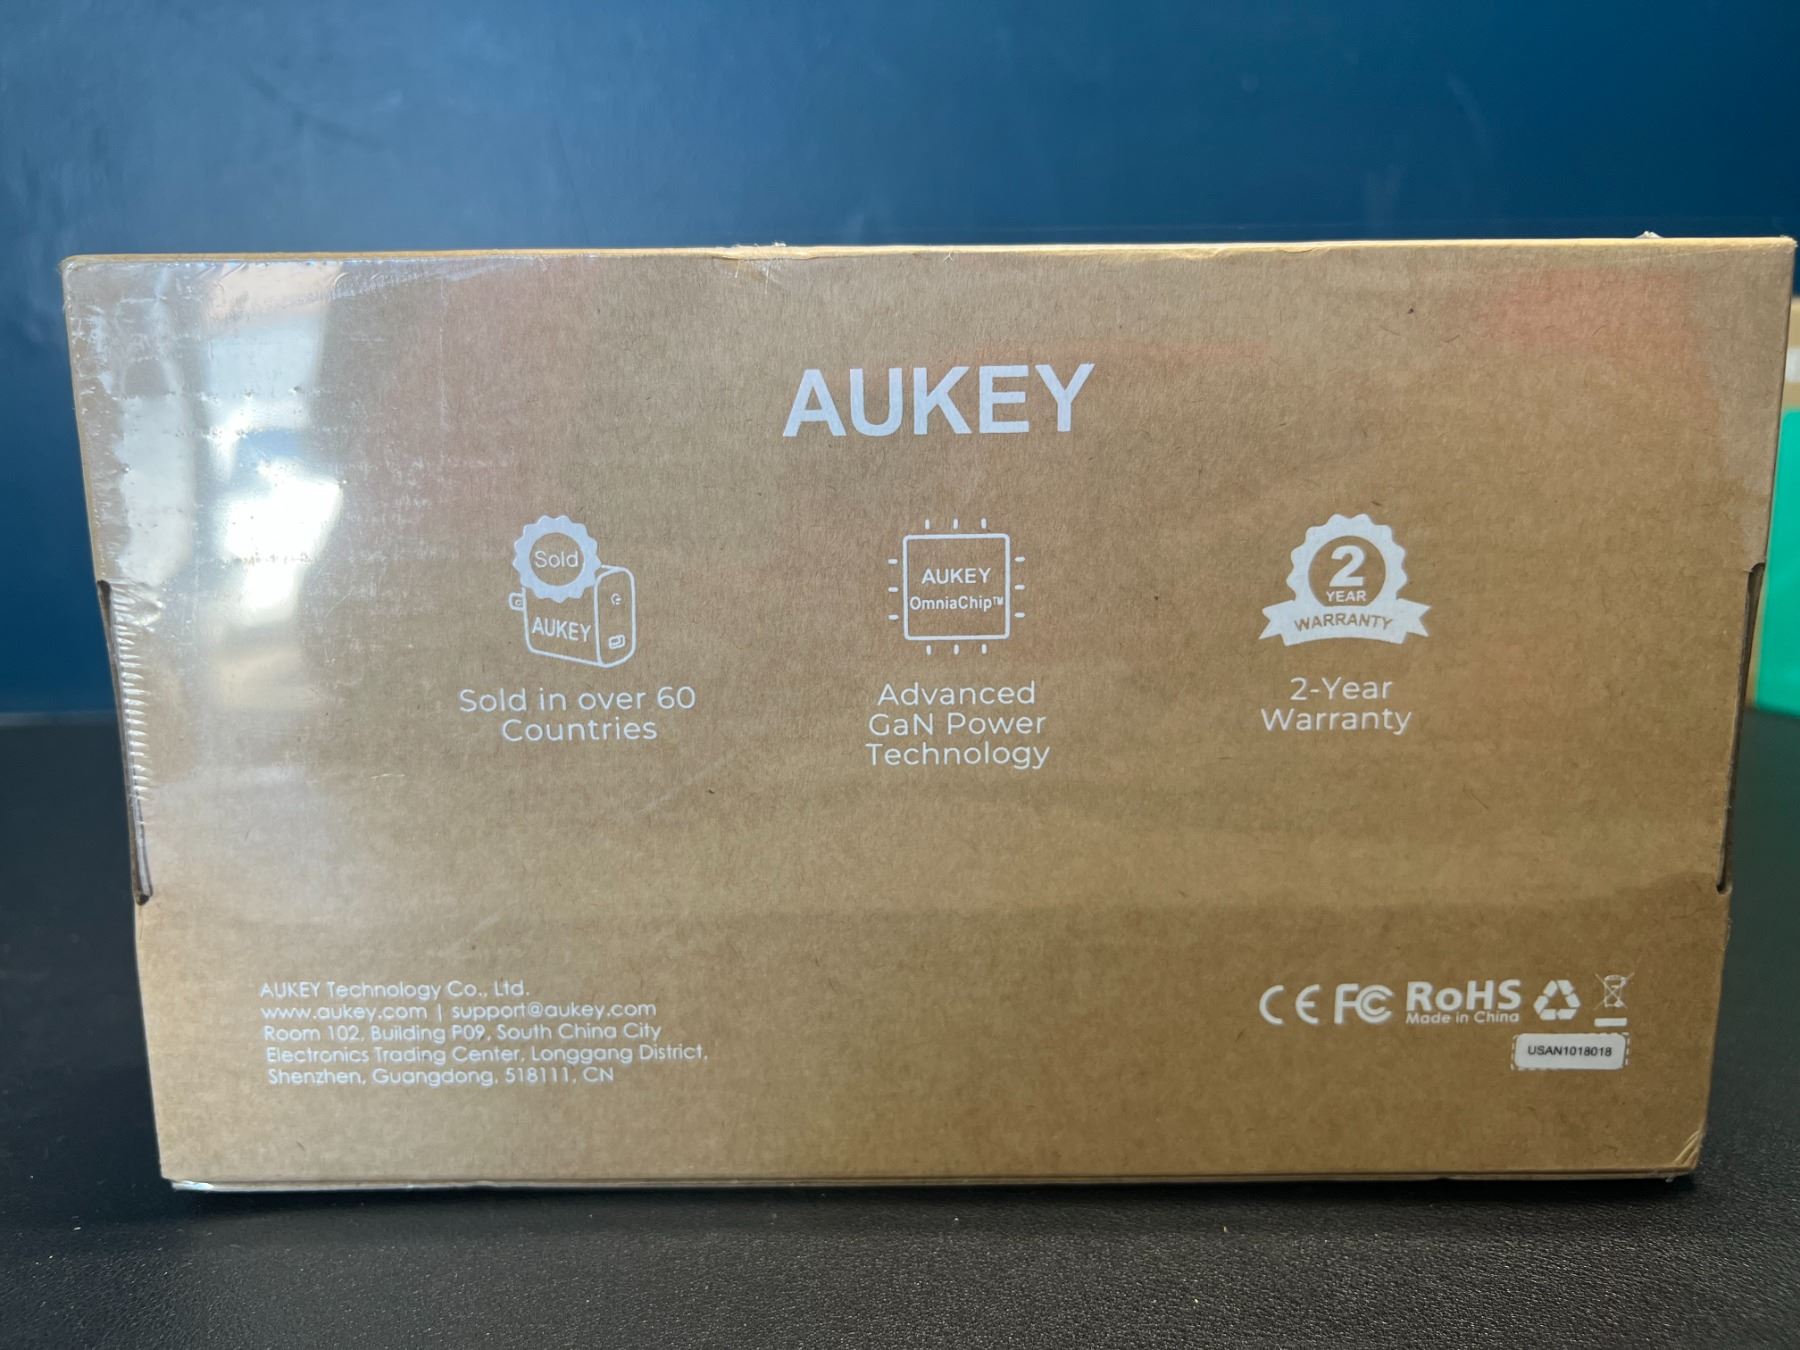 AUKEY
Sold
AUKEY
Sold in over 60
Countries
AUKEY
OmniaChip™
Advanced
GaN Power
Technology
2
YEAR
WARRANTY
2-Year
Warranty
AUKEY Technology Co., Ltd.
www.aukey.com | support@aukey.com
Room 102, Building P09, South China City
Electronics Trading Center, Longgang District,
Shenzhen, Guangdong, 518111, CN
CE FC RoHS
Made in China
USAN1018018